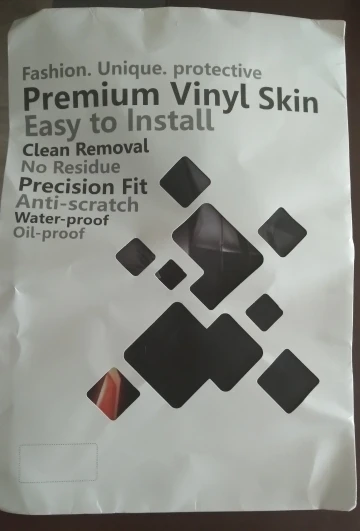 Fashion. Unique. protective
Premium Vinyl Skin
Easy to Install
Clean Removal
No Residue
Precision Fit
Anti-scratch
Water-proof
Oil-proof